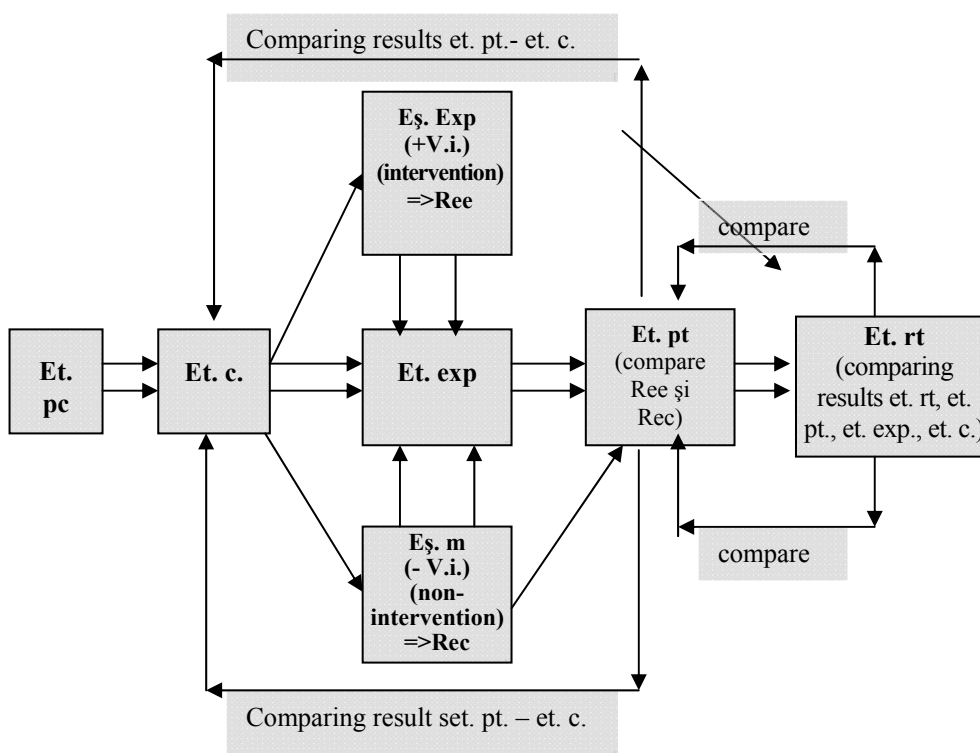 Comparing results et. pt.- et. c.
Eş. Exp
(+V.i.)
(intervention)
=>Ree
compare
Et.
pc
Et. c.
Et. exp
Et. pt
(compare
Ree şi
Rec)
Et. rt
(comparing
results et. rt, et.
pt., et. exp., et. c.)
Eş. m
(- V.i.)
(non-
intervention)
=>Rec
compare
Comparing result set. pt. – et. c.